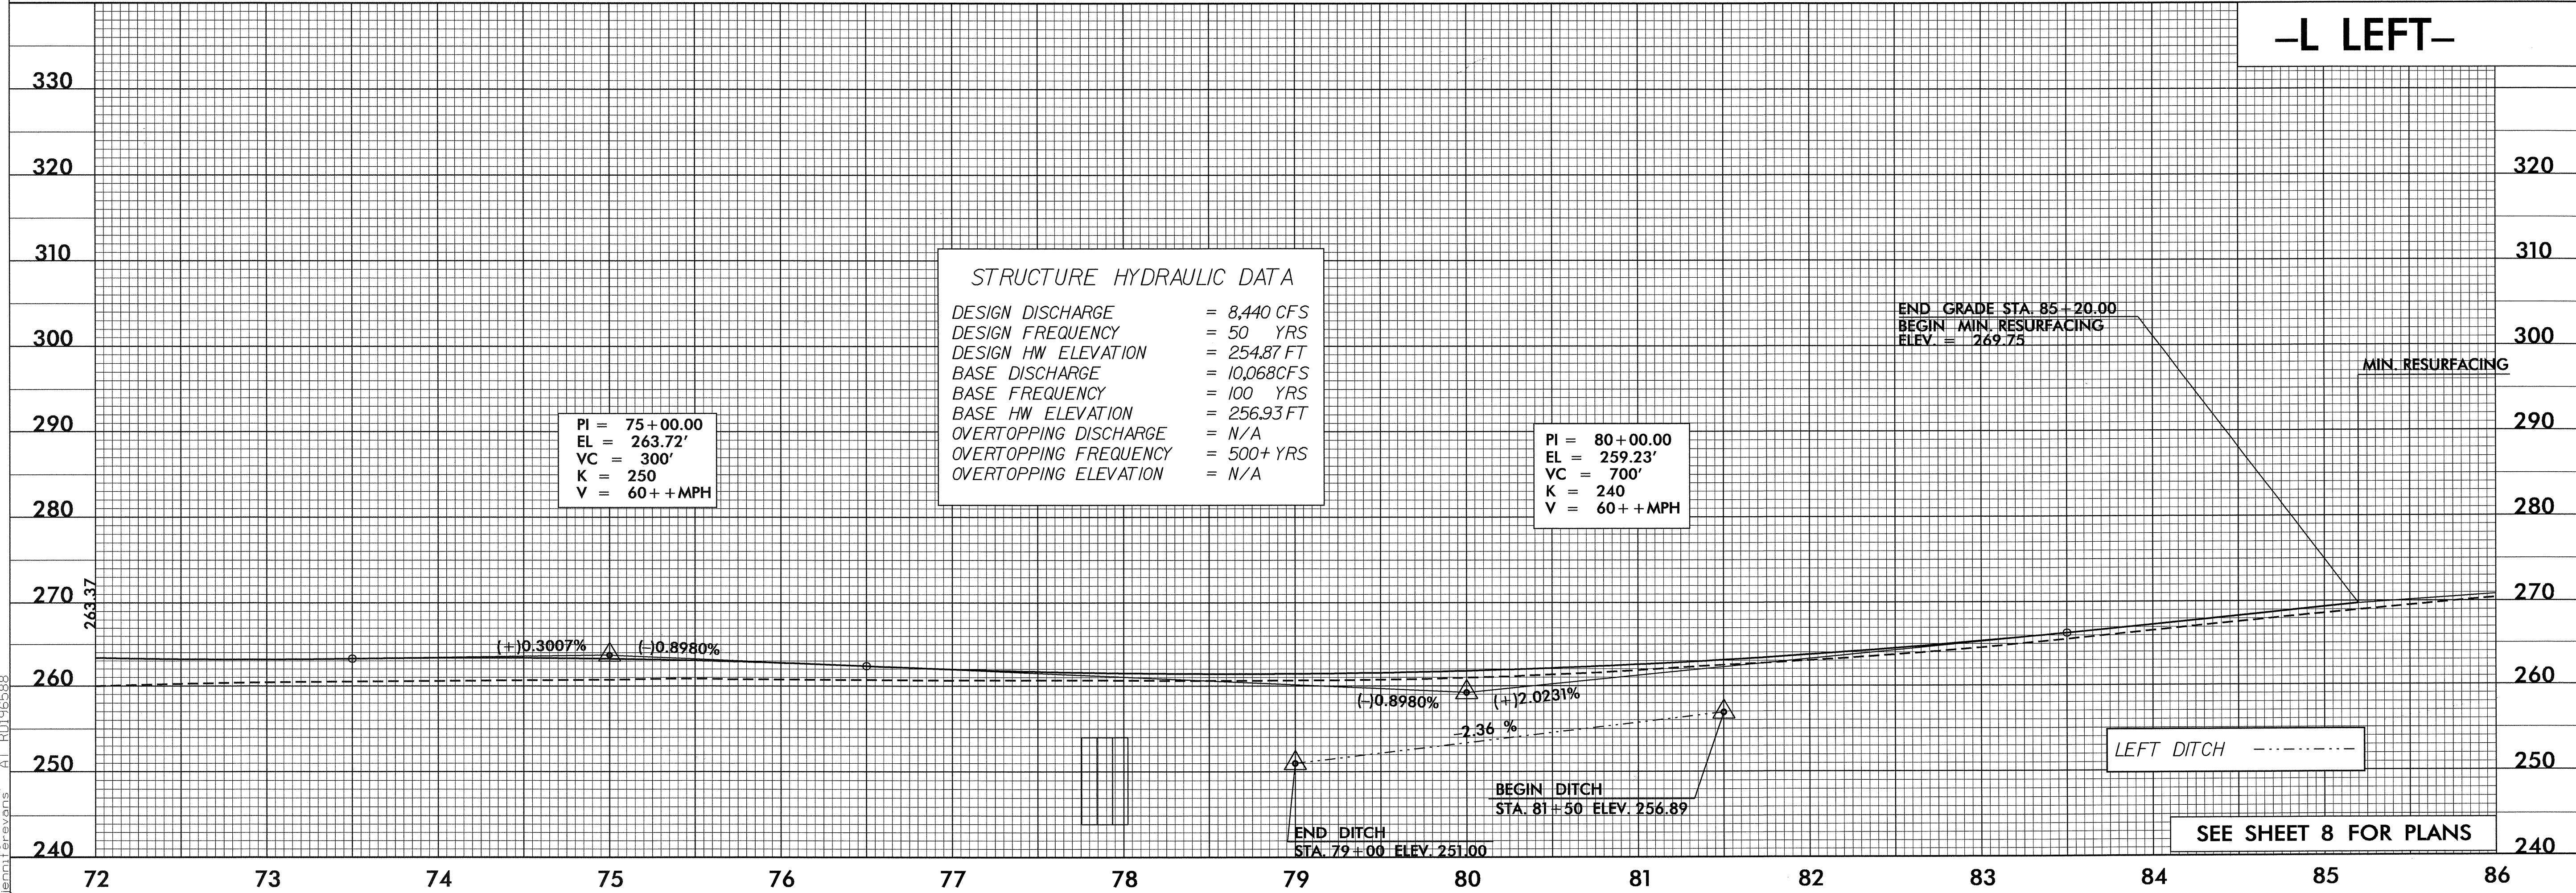 –L LEFT–
330
320
310
300
290
280
270
260
250
240
320
310
300
290
280
270
260
250
240
263.37
STRUCTURE HYDRAULIC DATA
DESIGN DISCHARGE = 8,440 CFS
DESIGN FREQUENCY = 50 YRS
DESIGN HW ELEVATION = 254.87 FT
BASE DISCHARGE = 10,068CFS
BASE FREQUENCY = 100 YRS
BASE HW ELEVATION = 256.93 FT
OVERTOPPING DISCHARGE = N/A
OVERTOPPING FREQUENCY = 500+ YRS
OVERTOPPING ELEVATION = N/A
END GRADE STA. 85+20.00
BEGIN MIN. RESURFACING
ELEV. = 269.75
MIN. RESURFACING
PI = 75+00.00
EL = 263.72'
VC = 300'
K = 250
V = 60++MPH
PI = 80+00.00
EL = 259.23'
VC = 700'
K = 240
V = 60++MPH
(+)0.3007%
(–)0.8980%
(–)0.8980%
(+)2.0231%
-2.36 %
LEFT DITCH
BEGIN DITCH
STA. 81+50 ELEV. 256.89
END DITCH
STA. 79+00 ELEV. 251.00
SEE SHEET 8 FOR PLANS
72 73 74 75 76 77 78 79 80 81 82 83 84 85 86
jenniferevans AT RD196588